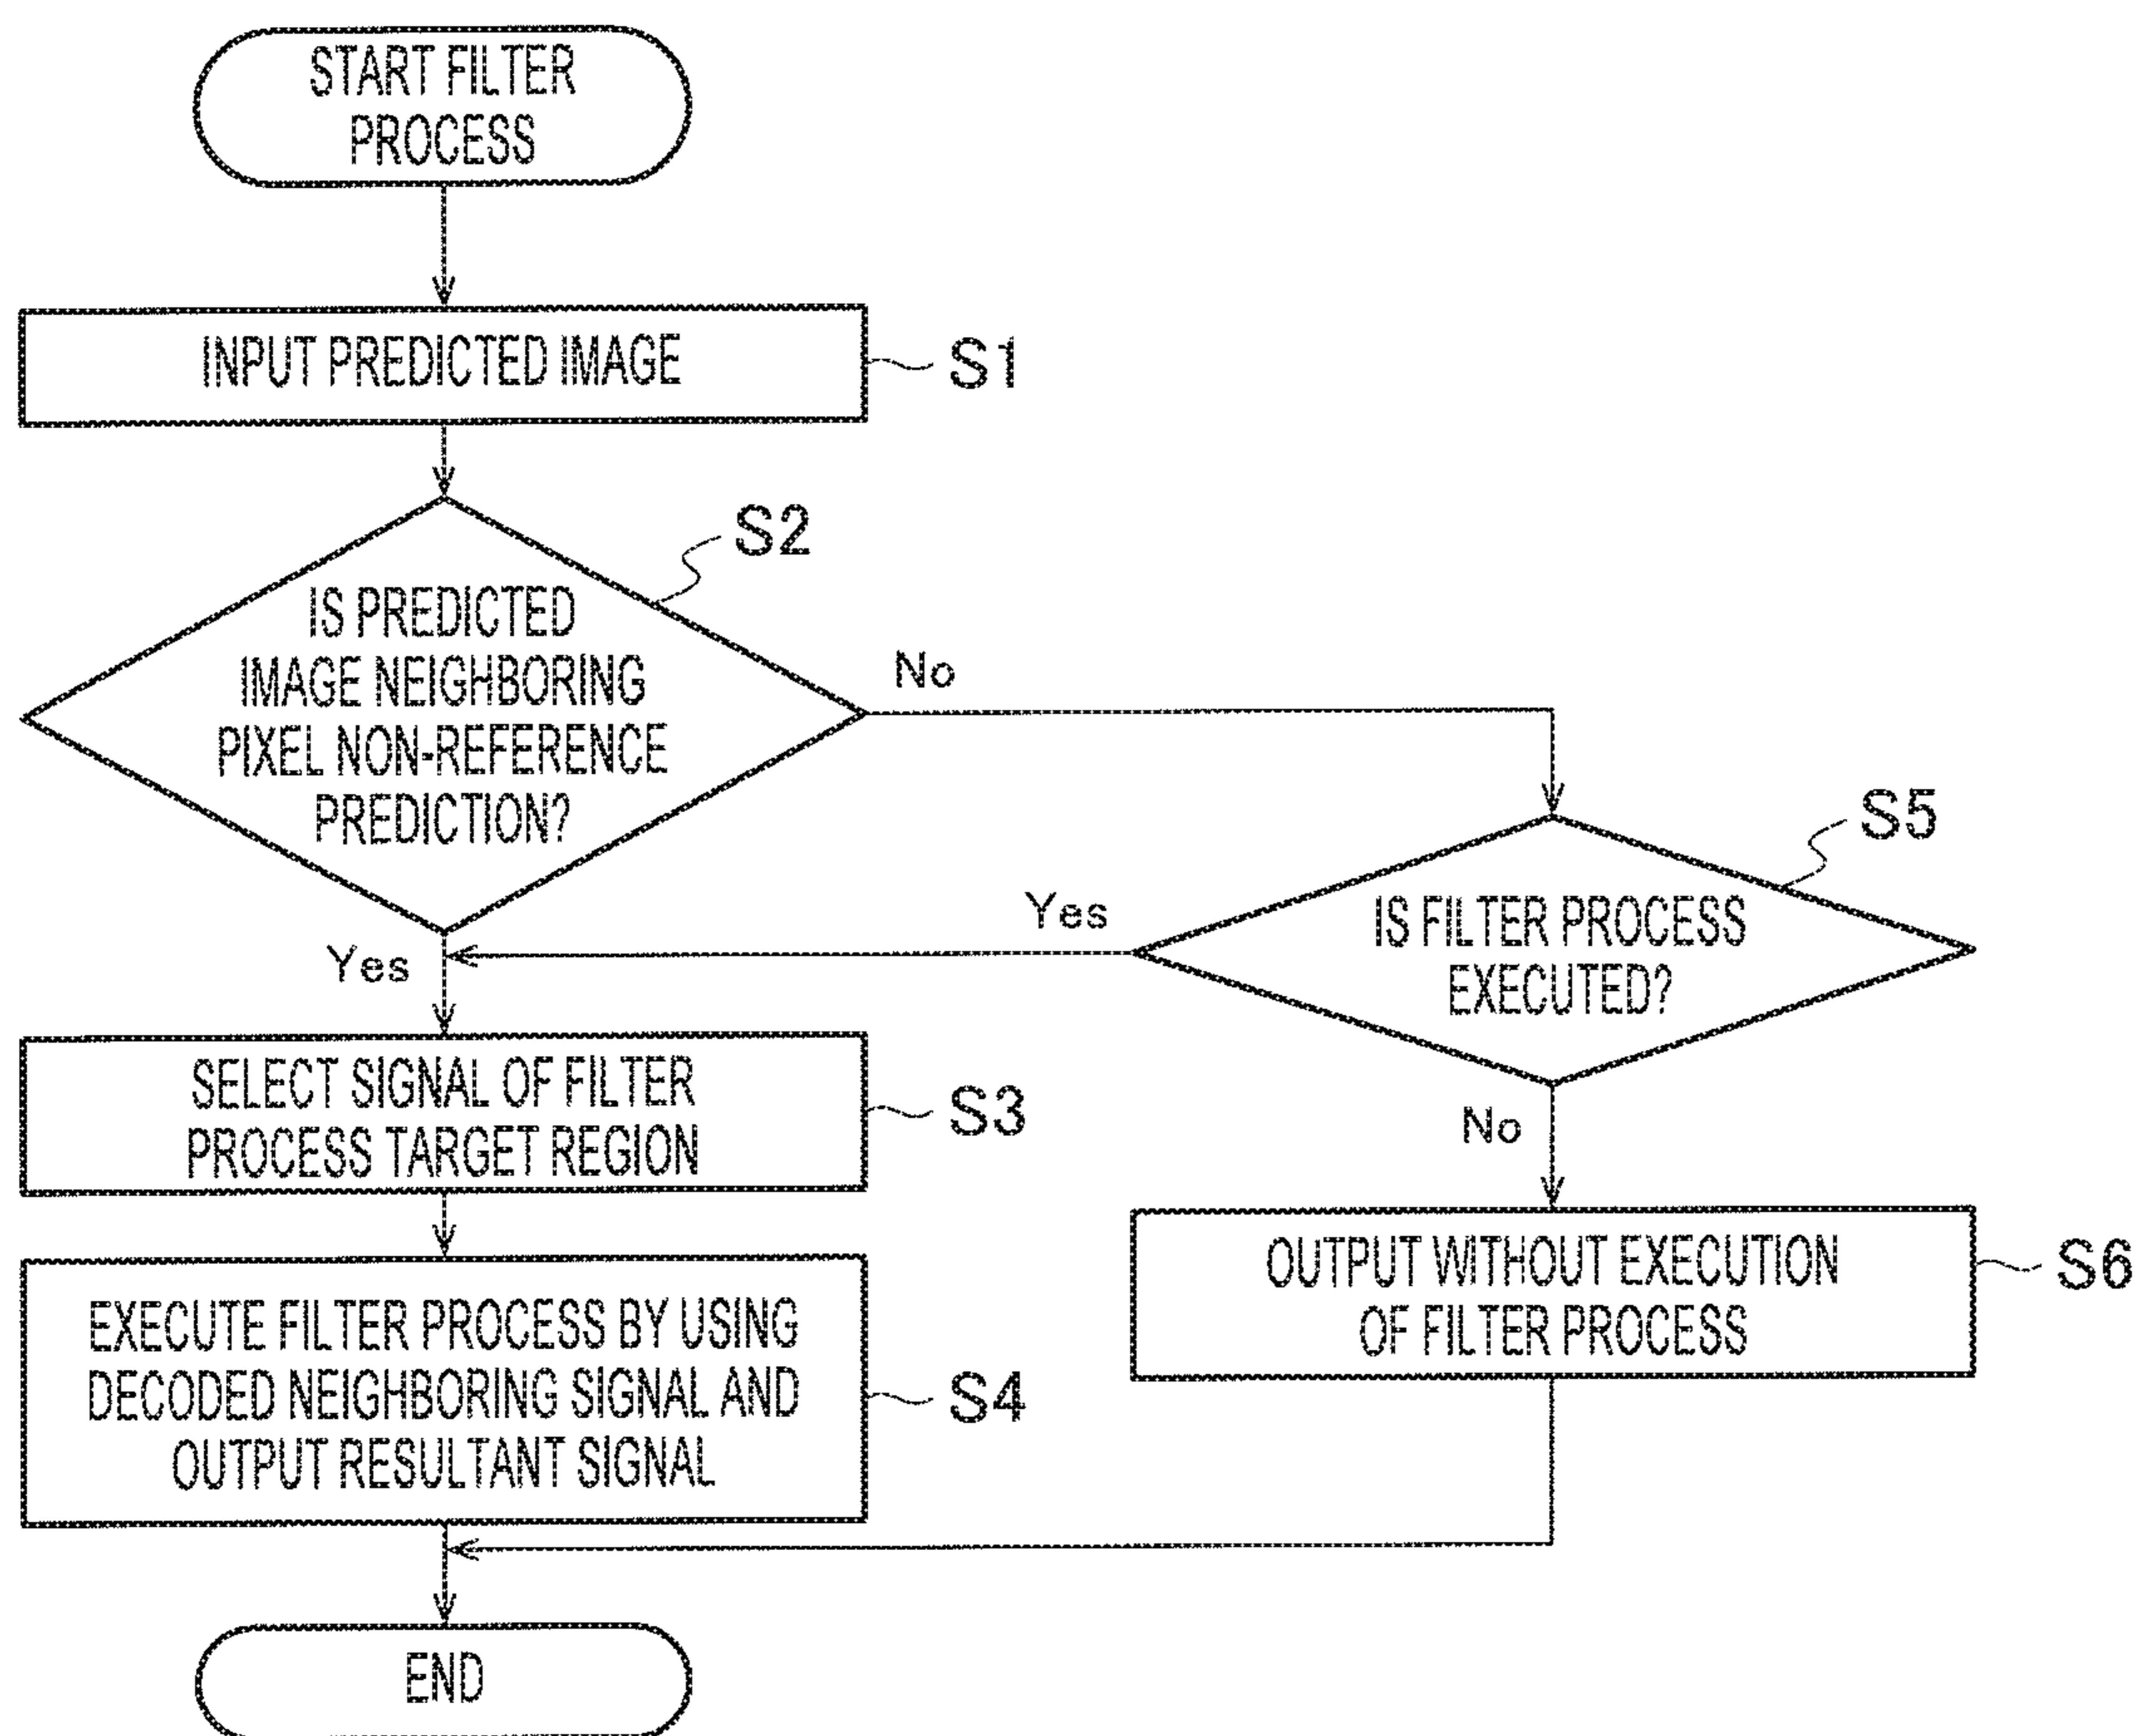 START FILTER
PROCESS
INPUT PREDICTED IMAGE
S1
S2
IS PREDICTED
IMAGE NEIGHBORING
PIXEL NON-REFERENCE
PREDICTION?
No
Yes
S5
IS FILTER PROCESS
EXECUTED?
Yes
No
SELECT SIGNAL OF FILTER
PROCESS TARGET REGION
S3
EXECUTE FILTER PROCESS BY USING
DECODED NEIGHBORING SIGNAL AND
OUTPUT RESULTANT SIGNAL
S4
OUTPUT WITHOUT EXECUTION
OF FILTER PROCESS
S6
END